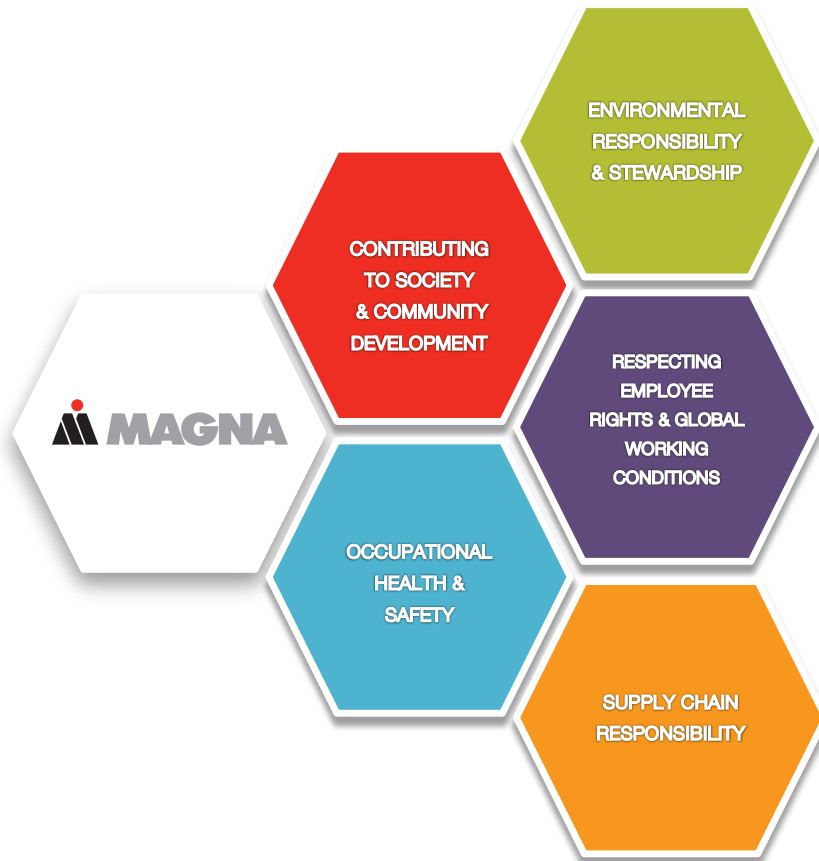 ENVIRONMENTAL
RESPONSIBILITY
& STEWARDSHIP
CONTRIBUTING
TO SOCIETY
& COMMUNITY
DEVELOPMENT
RESPECTING
EMPLOYEE
RIGHTS & GLOBAL
WORKING
CONDITIONS
MAGNA
OCCUPATIONAL
HEALTH &
SAFETY
SUPPLY CHAIN
RESPONSIBILITY